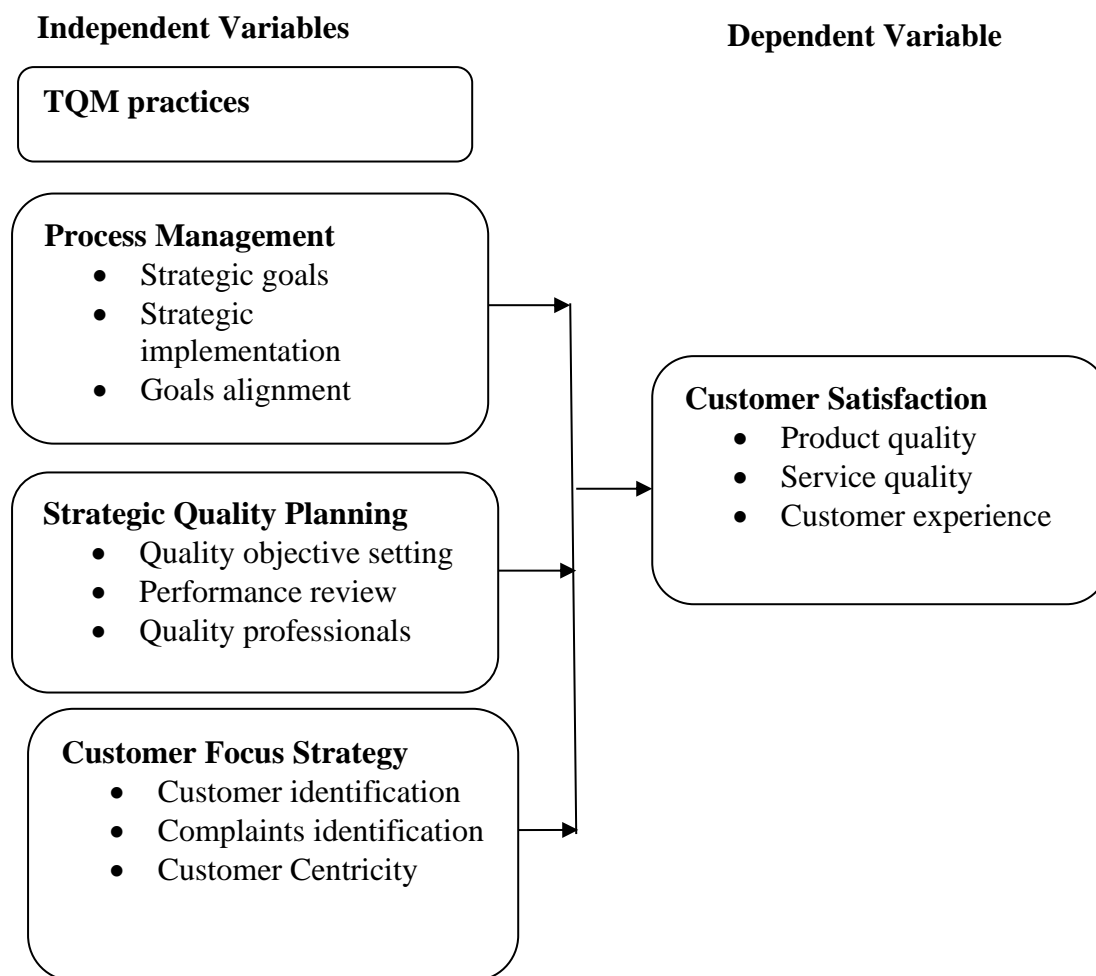 Independent Variables
Dependent Variable
TQM practices
Process Management
• Strategic goals
• Strategic
implementation
• Goals alignment
Strategic Quality Planning
• Quality objective setting
• Performance review
• Quality professionals
Customer Focus Strategy
• Customer identification
• Complaints identification
• Customer Centricity
Customer Satisfaction
• Product quality
• Service quality
• Customer experience